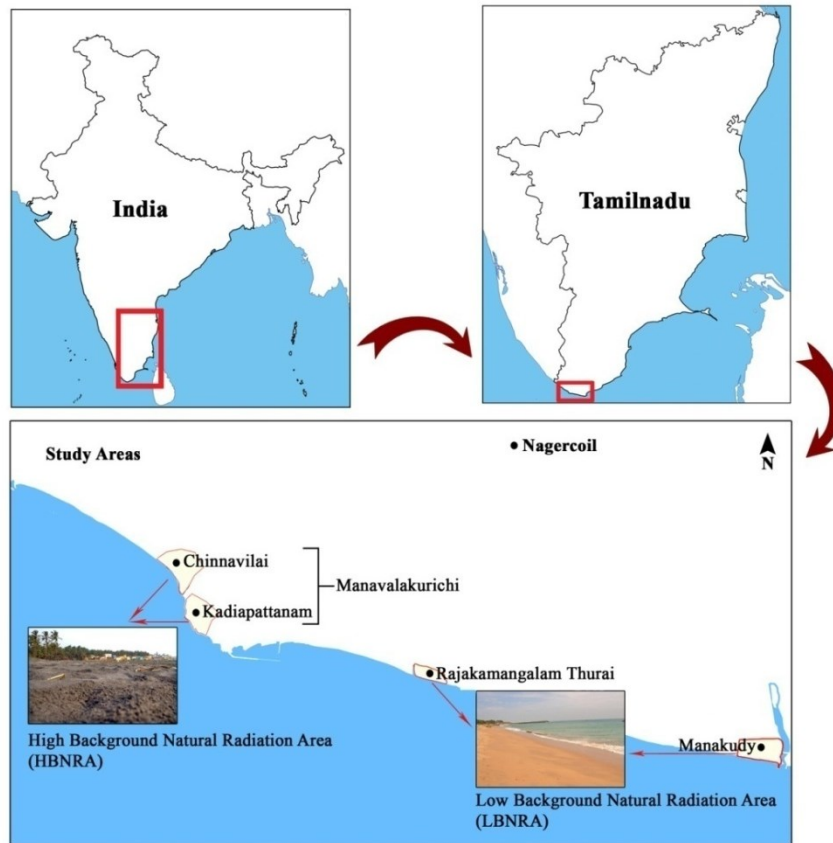 India
Tamilnadu
Study Areas
Nagercoil
N
Chinnavilai
Manavalakurichi
Kadiapattanam
Rajakamangalam Thurai
High Background Natural Radiation Area
(HBNRA)
Manakudy
Low Background Natural Radiation Area
(LBNRA)